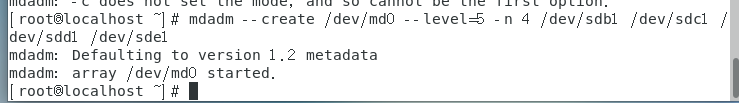 mdadm: -c does not set the mode, and so cannot be the first option.
[root@localhost ~]# mdadm --create /dev/md0 --level=5 -n 4 /dev/sdb1 /dev/sdc1 /
dev/sdd1 /dev/sde1
mdadm: Defaulting to version 1.2 metadata
mdadm: array /dev/md0 started.
[root@localhost ~]#